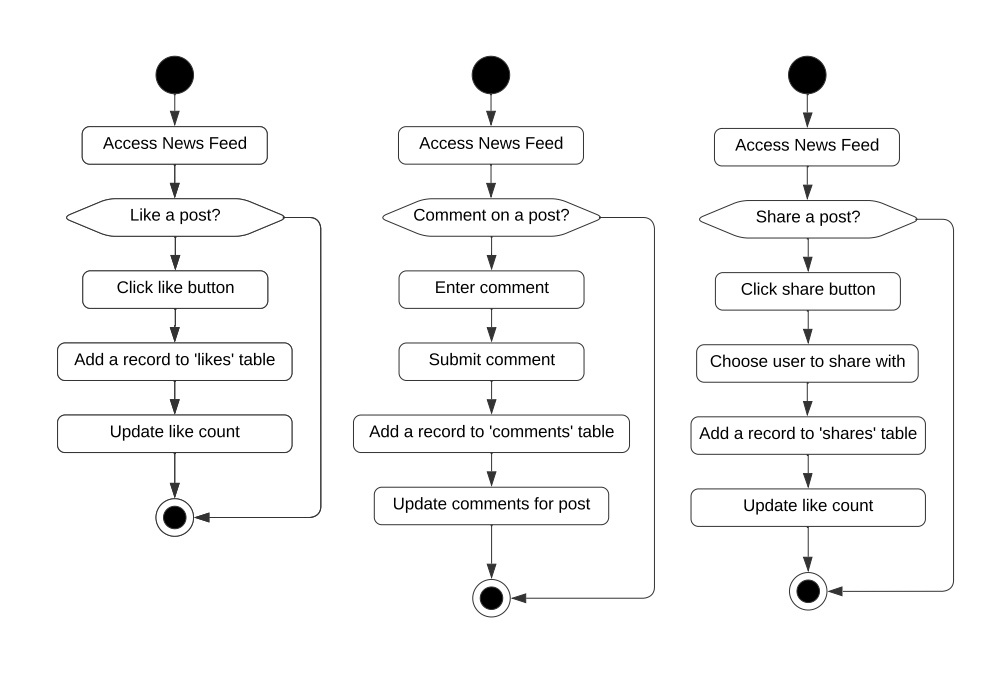 Access News Feed
Like a post?
Click like button
Add a record to 'likes' table
Update like count
Access News Feed
Comment on a post?
Enter comment
Submit comment
Add a record to 'comments' table
Update comments for post
Access News Feed
Share a post?
Click share button
Choose user to share with
Add a record to 'shares' table
Update like count